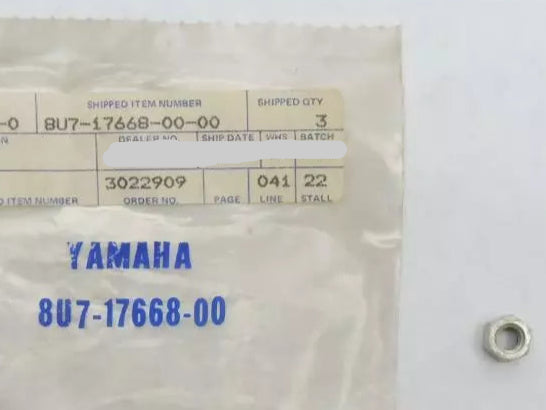 SHIPPED ITEM NUMBER SHIPPED QTY
-0 8U7-17668-00-00 3
DEALER NO. SHIP DATE WHS BATCH
3022909 041 22
ITEM NUMBER ORDER NO. PAGE LINE STALL
YAMAHA
8U7-17668-00